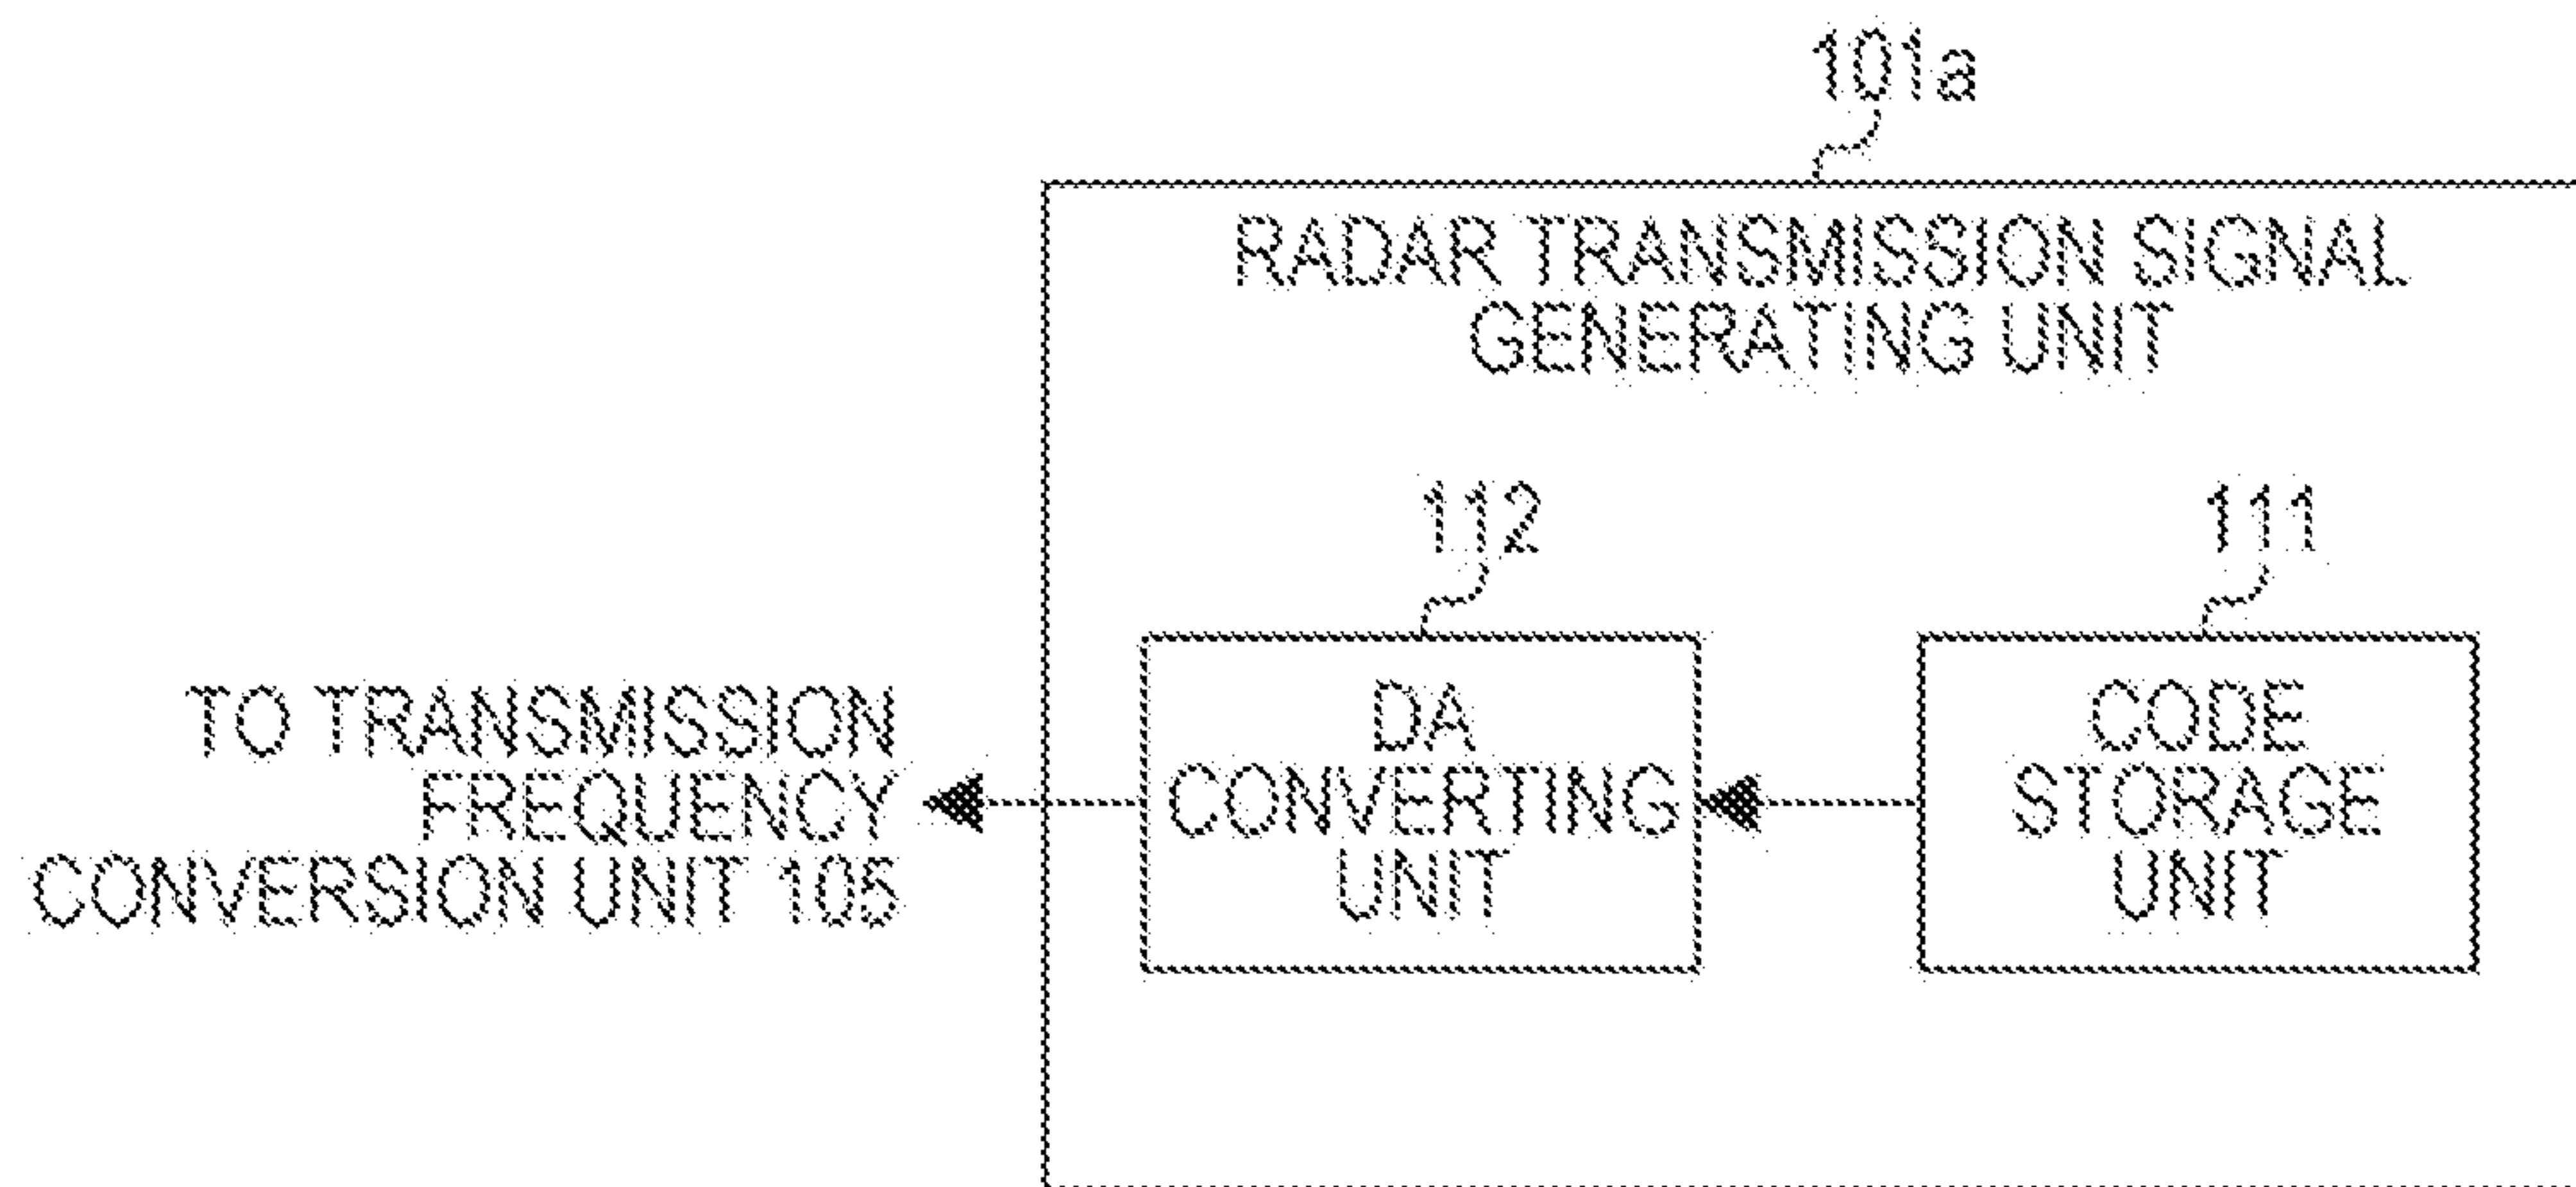 101a
RADAR TRANSMISSION SIGNAL
GENERATING UNIT
112
111
TO TRANSMISSION
FREQUENCY
CONVERSION UNIT 105
DA
CONVERTING
UNIT
CODE
STORAGE
UNIT